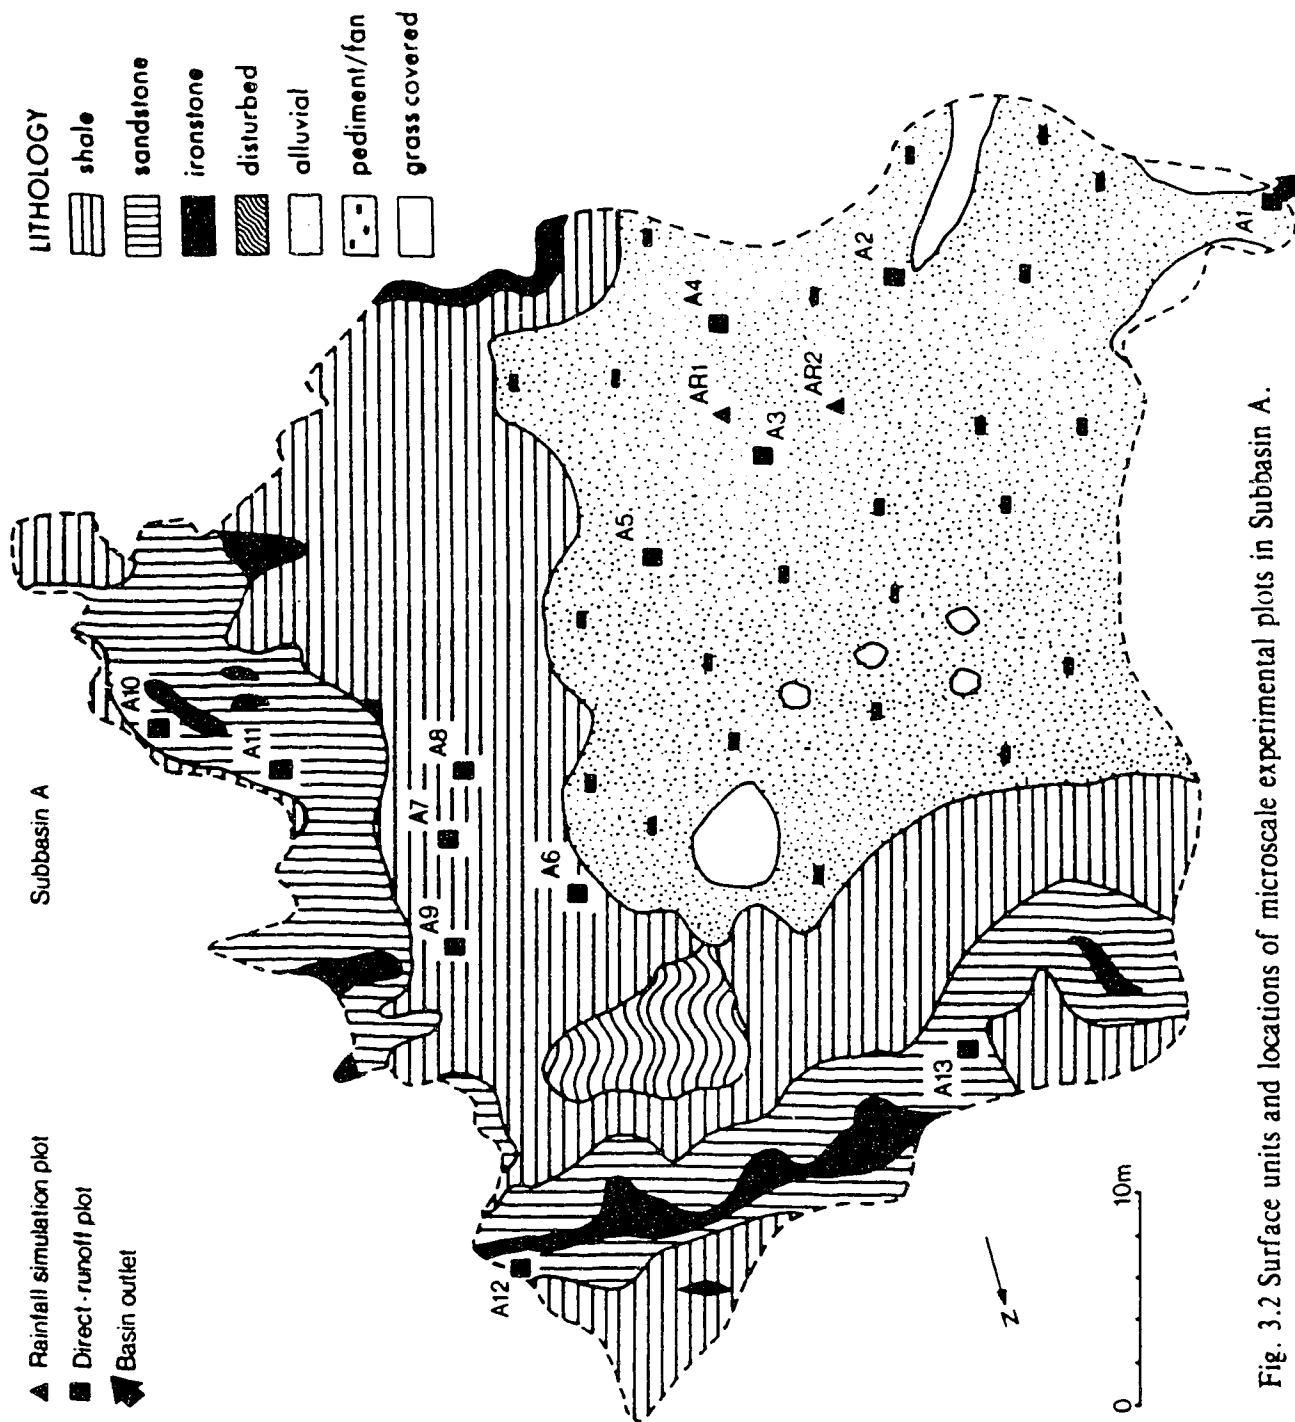 Subbasin A
Rainfall simulation plot
Direct-runoff plot
Basin outlet
LITHOLOGY
shale
sandstone
ironstone
disturbed
alluvial
pediment/fan
grass covered
A10
A11
A8
A7
A9
A6
A5
A4
AR1
AR2
A3
A2
A1
A12
A13
N
0 10m
Fig. 3.2 Surface units and locations of microscale experimental plots in Subbasin A.